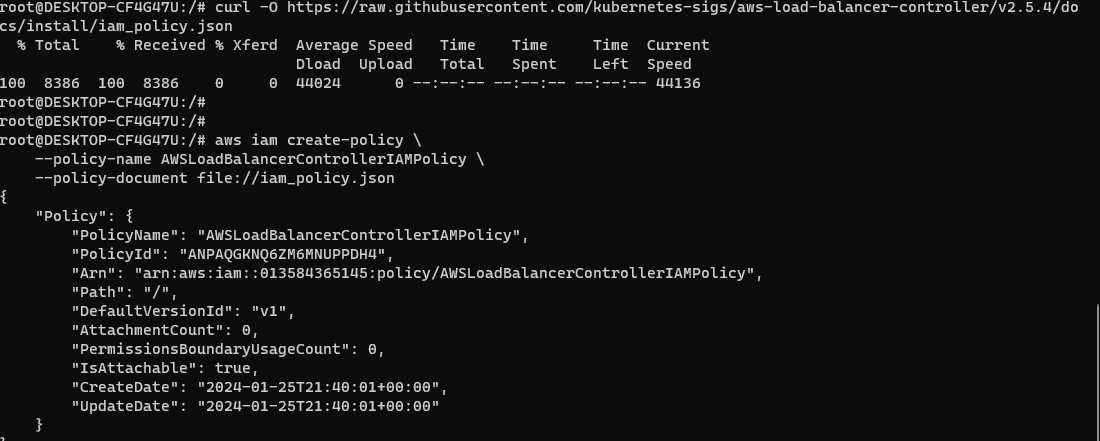 root@DESKTOP-CF4G47U:/# curl -O https://raw.githubusercontent.com/kubernetes-sigs/aws-load-balancer-controller/v2.5.4/do
cs/install/iam_policy.json
  % Total    % Received % Xferd  Average Speed   Time    Time     Time  Current
                                 Dload  Upload   Total   Spent    Left  Speed
100  8386  100  8386    0     0  44024      0 --:--:-- --:--:-- --:--:-- 44136
root@DESKTOP-CF4G47U:/#
root@DESKTOP-CF4G47U:/#
root@DESKTOP-CF4G47U:/# aws iam create-policy \
    --policy-name AWSLoadBalancerControllerIAMPolicy \
    --policy-document file://iam_policy.json
{
    "Policy": {
        "PolicyName": "AWSLoadBalancerControllerIAMPolicy",
        "PolicyId": "ANPAQGKNQ6ZM6MNUPPDH4",
        "Arn": "arn:aws:iam::013584365145:policy/AWSLoadBalancerControllerIAMPolicy",
        "Path": "/",
        "DefaultVersionId": "v1",
        "AttachmentCount": 0,
        "PermissionsBoundaryUsageCount": 0,
        "IsAttachable": true,
        "CreateDate": "2024-01-25T21:40:01+00:00",
        "UpdateDate": "2024-01-25T21:40:01+00:00"
    }
}